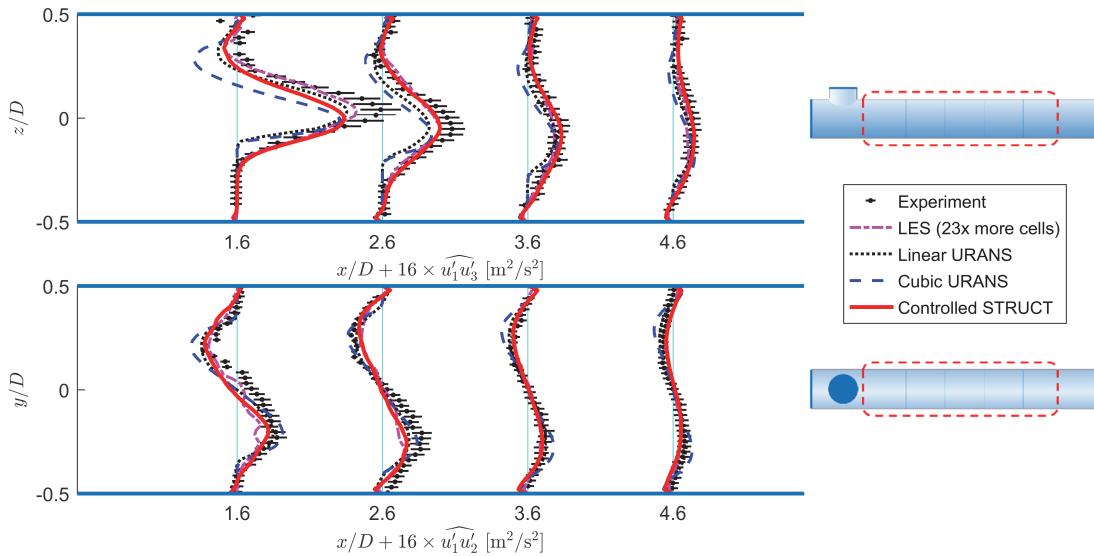 0.5
z/D
0
-0.5
1.6 2.6 3.6 4.6
x/D + 16 × \widehat{u′₁u′₃} [m²/s²]
Experiment
LES (23x more cells)
Linear URANS
Cubic URANS
Controlled STRUCT
0.5
y/D
0
-0.5
1.6 2.6 3.6 4.6
x/D + 16 × \widehat{u′₁u′₂} [m²/s²]